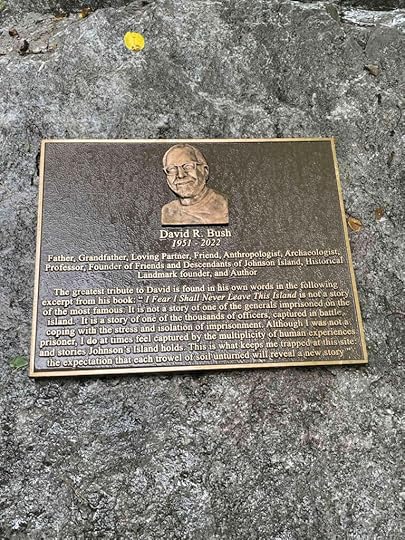 David R. Bush
1951 - 2022
Father, Grandfather, Loving Partner, Friend, Anthropologist, Archaeologist,
Professor, Founder of Friends and Descendants of Johnson Island, Historical
Landmark founder, and Author
The greatest tribute to David is found in his own words in the following
excerpt from his book: " I Fear I Shall Never Leave This Island is not a story
of the most famous. It is not a story of one of the generals imprisoned on the
island. It is a story of one of the thousands of officers, captured in battle,
coping with the stress and isolation of imprisonment. Although I was not a
prisoner, I do at times feel captured by the multiplicity of human experiences
and stories Johnson's Island holds. This is what keeps me trapped at this site:
the expectation that each trowel of soil unturned will reveal a new story "